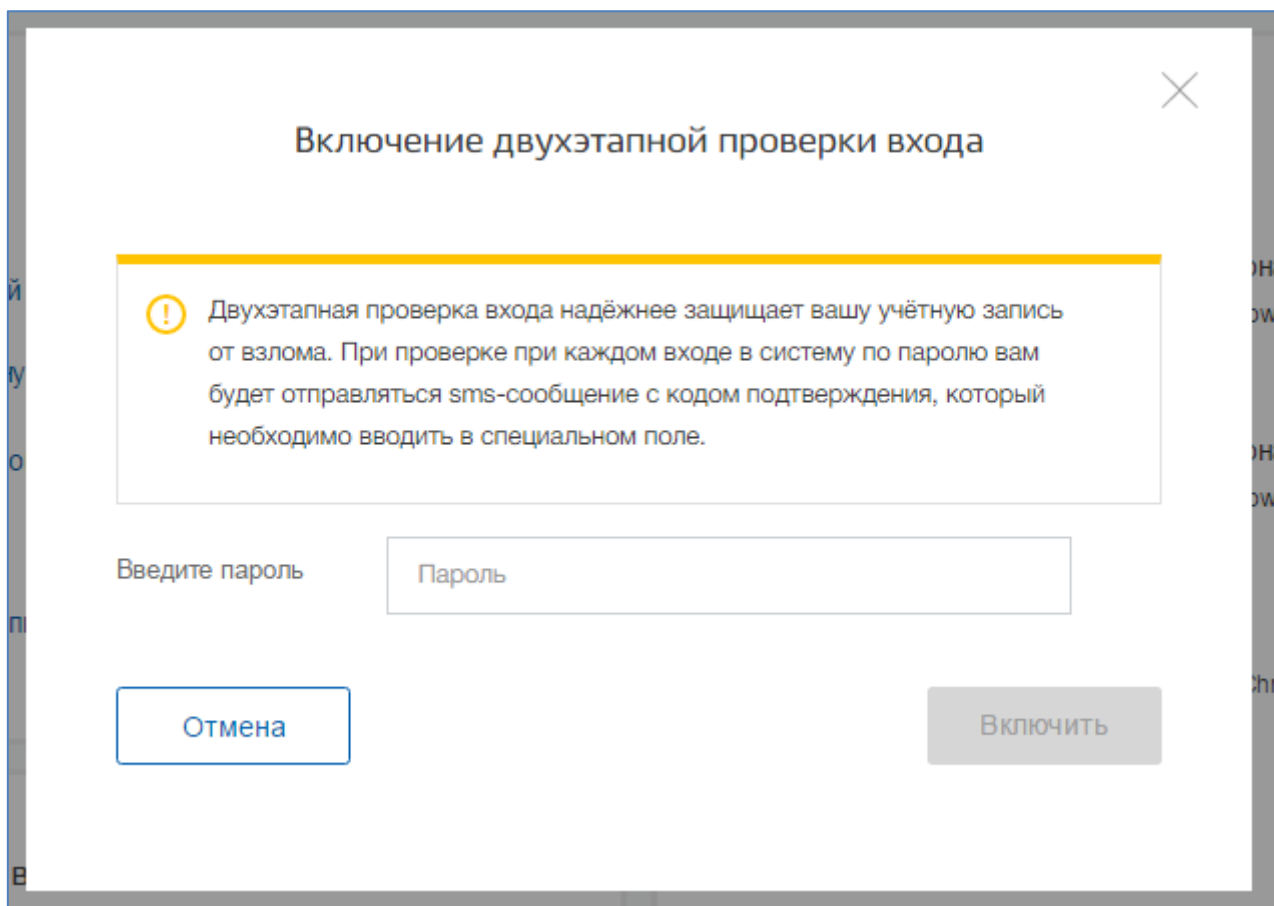 Включение двухэтапной проверки входа
Двухэтапная проверка входа надёжнее защищает вашу учётную запись
от взлома. При проверке при каждом входе в систему по паролю вам
будет отправляться sms-сообщение с кодом подтверждения, который
необходимо вводить в специальном поле.
Введите пароль
Пароль
Отмена
Включить